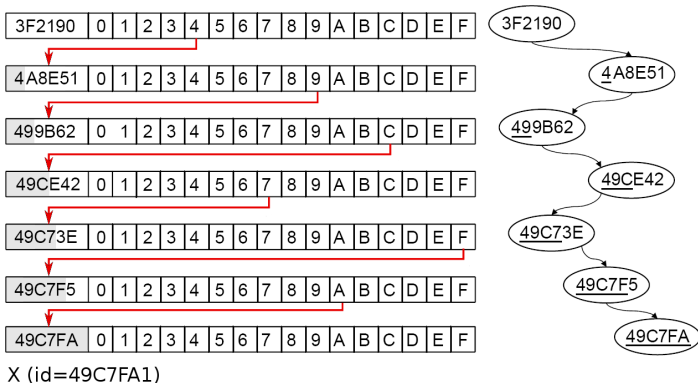 3F2190 0 1 2 3 4 5 6 7 8 9 A B C D E F 3F2190
4A8E51 0 1 2 3 4 5 6 7 8 9 A B C D E F 4A8E51
499B62 0 1 2 3 4 5 6 7 8 9 A B C D E F 499B62
49CE42 0 1 2 3 4 5 6 7 8 9 A B C D E F 49CE42
49C73E 0 1 2 3 4 5 6 7 8 9 A B C D E F 49C73E
49C7F5 0 1 2 3 4 5 6 7 8 9 A B C D E F 49C7F5
49C7FA 0 1 2 3 4 5 6 7 8 9 A B C D E F 49C7FA
X (id=49C7FA1)